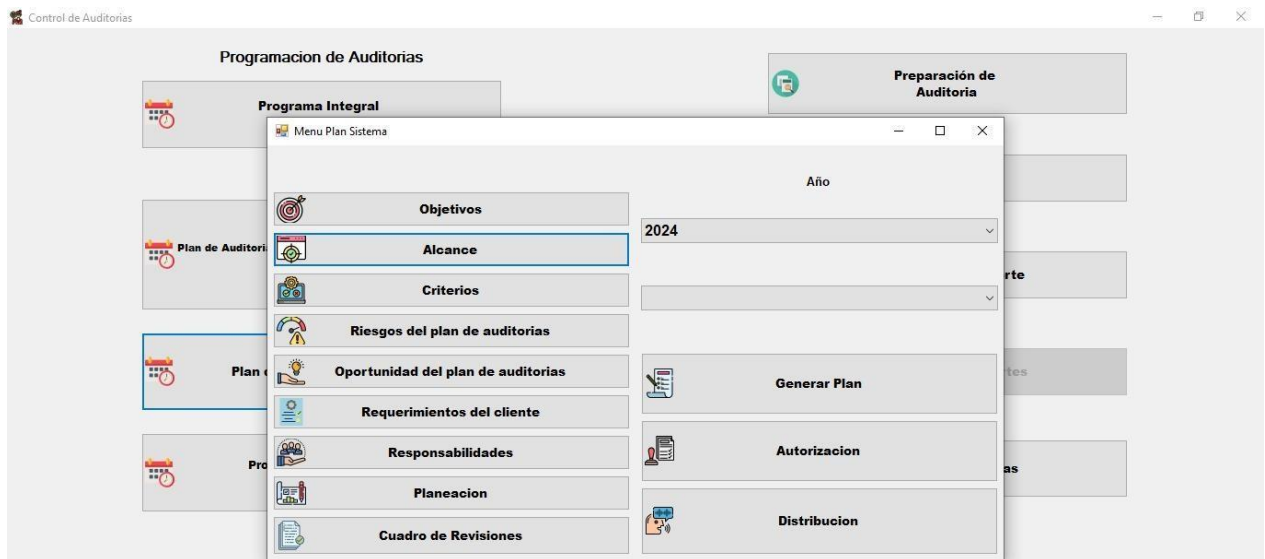 Control de Auditorias
Programacion de Auditorias
Programa Integral
Plan de Auditori
Plan
Pro
Preparación de
Auditoria
rte
tes
as
Menu Plan Sistema
Objetivos
Alcance
Criterios
Riesgos del plan de auditorias
Oportunidad del plan de auditorias
Requerimientos del cliente
Responsabilidades
Planeacion
Cuadro de Revisiones
Año
2024
Generar Plan
Autorizacion
Distribucion